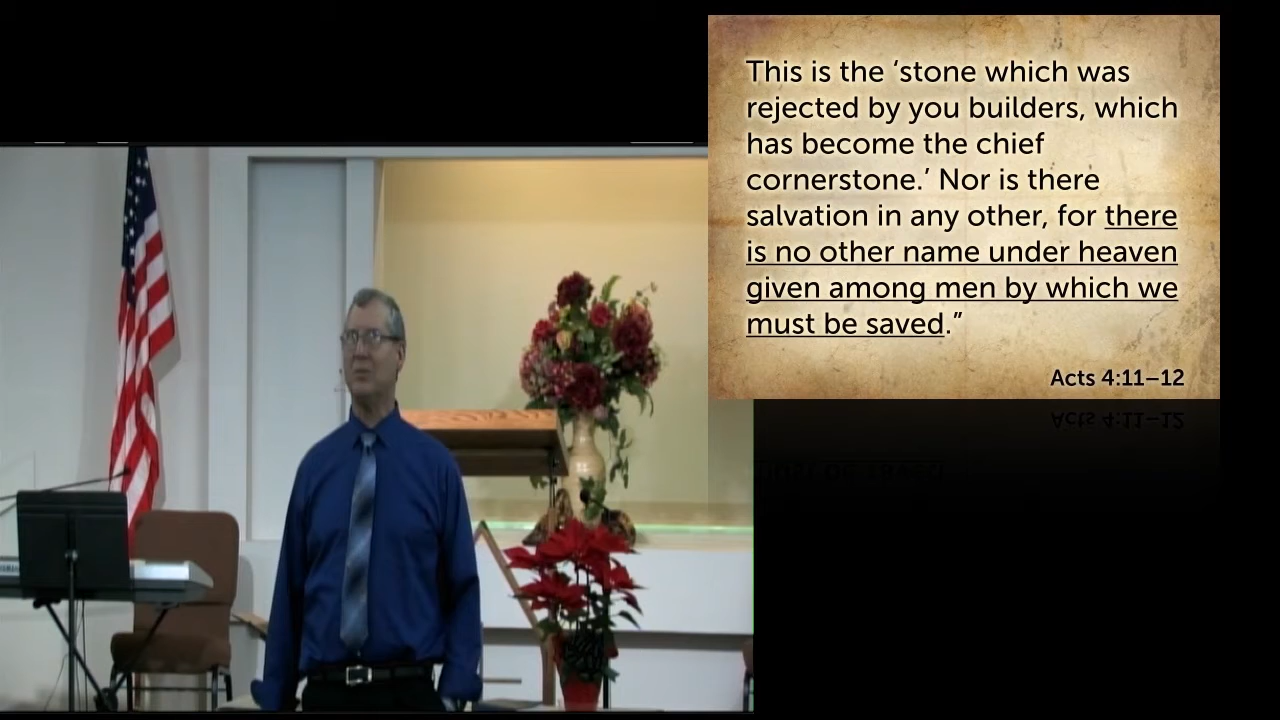 This is the ‘stone which was
rejected by you builders, which
has become the chief
cornerstone.’ Nor is there
salvation in any other, for there
is no other name under heaven
given among men by which we
must be saved.”
Acts 4:11–12